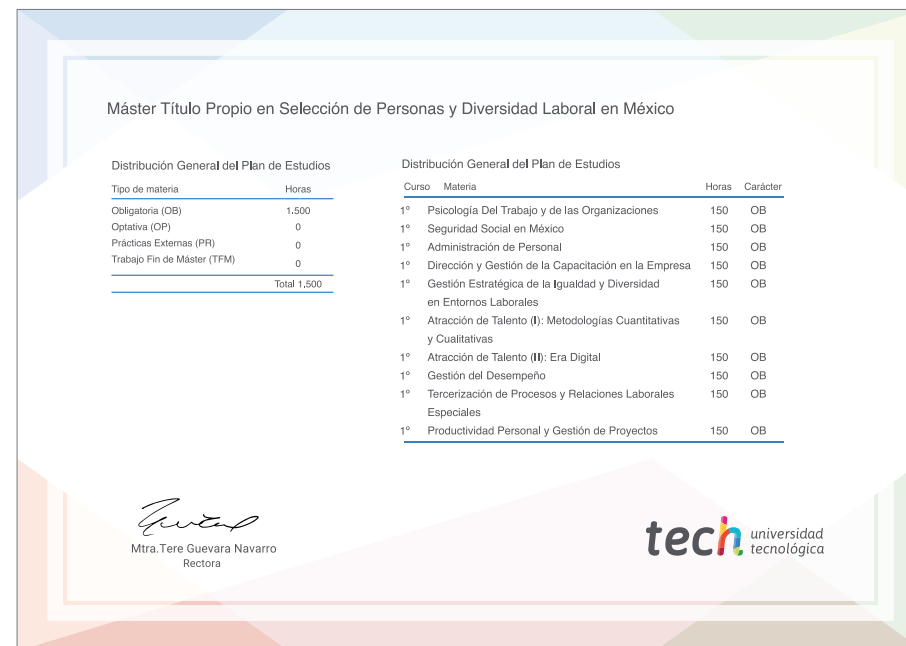 Máster Título Propio en Selección de Personas y Diversidad Laboral en México
Distribución General del Plan de Estudios
Tipo de materia Horas
Obligatoria (OB) 1.500
Optativa (OP) 0
Prácticas Externas (PR) 0
Trabajo Fin de Máster (TFM) 0
Total 1,500
Distribución General del Plan de Estudios
Curso Materia Horas Carácter
1º Psicología Del Trabajo y de las Organizaciones 150 OB
1º Seguridad Social en México 150 OB
1º Administración de Personal 150 OB
1º Dirección y Gestión de la Capacitación en la Empresa 150 OB
1º Gestión Estratégica de la Igualdad y Diversidad 150 OB
en Entornos Laborales
1º Atracción de Talento (I): Metodologías Cuantitativas 150 OB
y Cualitativas
1º Atracción de Talento (II): Era Digital 150 OB
1º Gestión del Desempeño 150 OB
1º Tercerización de Procesos y Relaciones Laborales 150 OB
Especiales
1º Productividad Personal y Gestión de Proyectos 150 OB
Mtra.Tere Guevara Navarro
Rectora
tech universidad
tecnológica